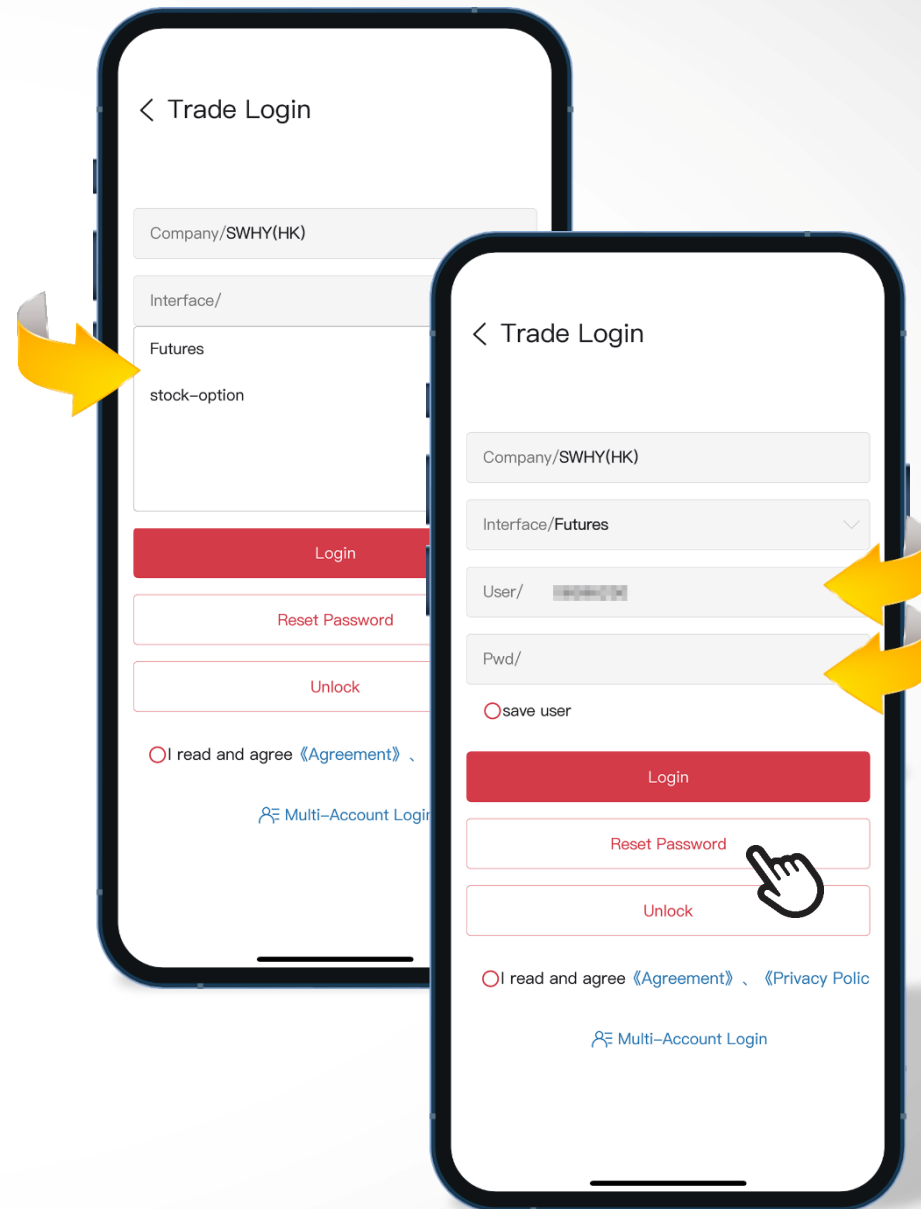 Trade Login
Company/SWHY(HK)
Interface/
Futures
stock-option
Login
Reset Password
Unlock
I read and agree《Agreement》、
Multi-Account Login
Trade Login
Company/SWHY(HK)
Interface/Futures
User/
Pwd/
save user
Login
Reset Password
Unlock
I read and agree《Agreement》、《Privacy Polic
Multi-Account Login